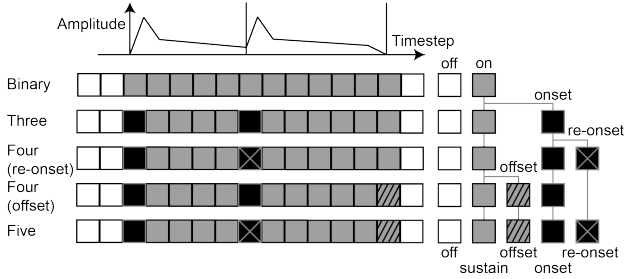 Amplitude
Timestep
off on
Binary
onset
Three
re-onset
Four
(re-onset)
offset
Four
(offset)
Five
off offset re-onset
sustain onset